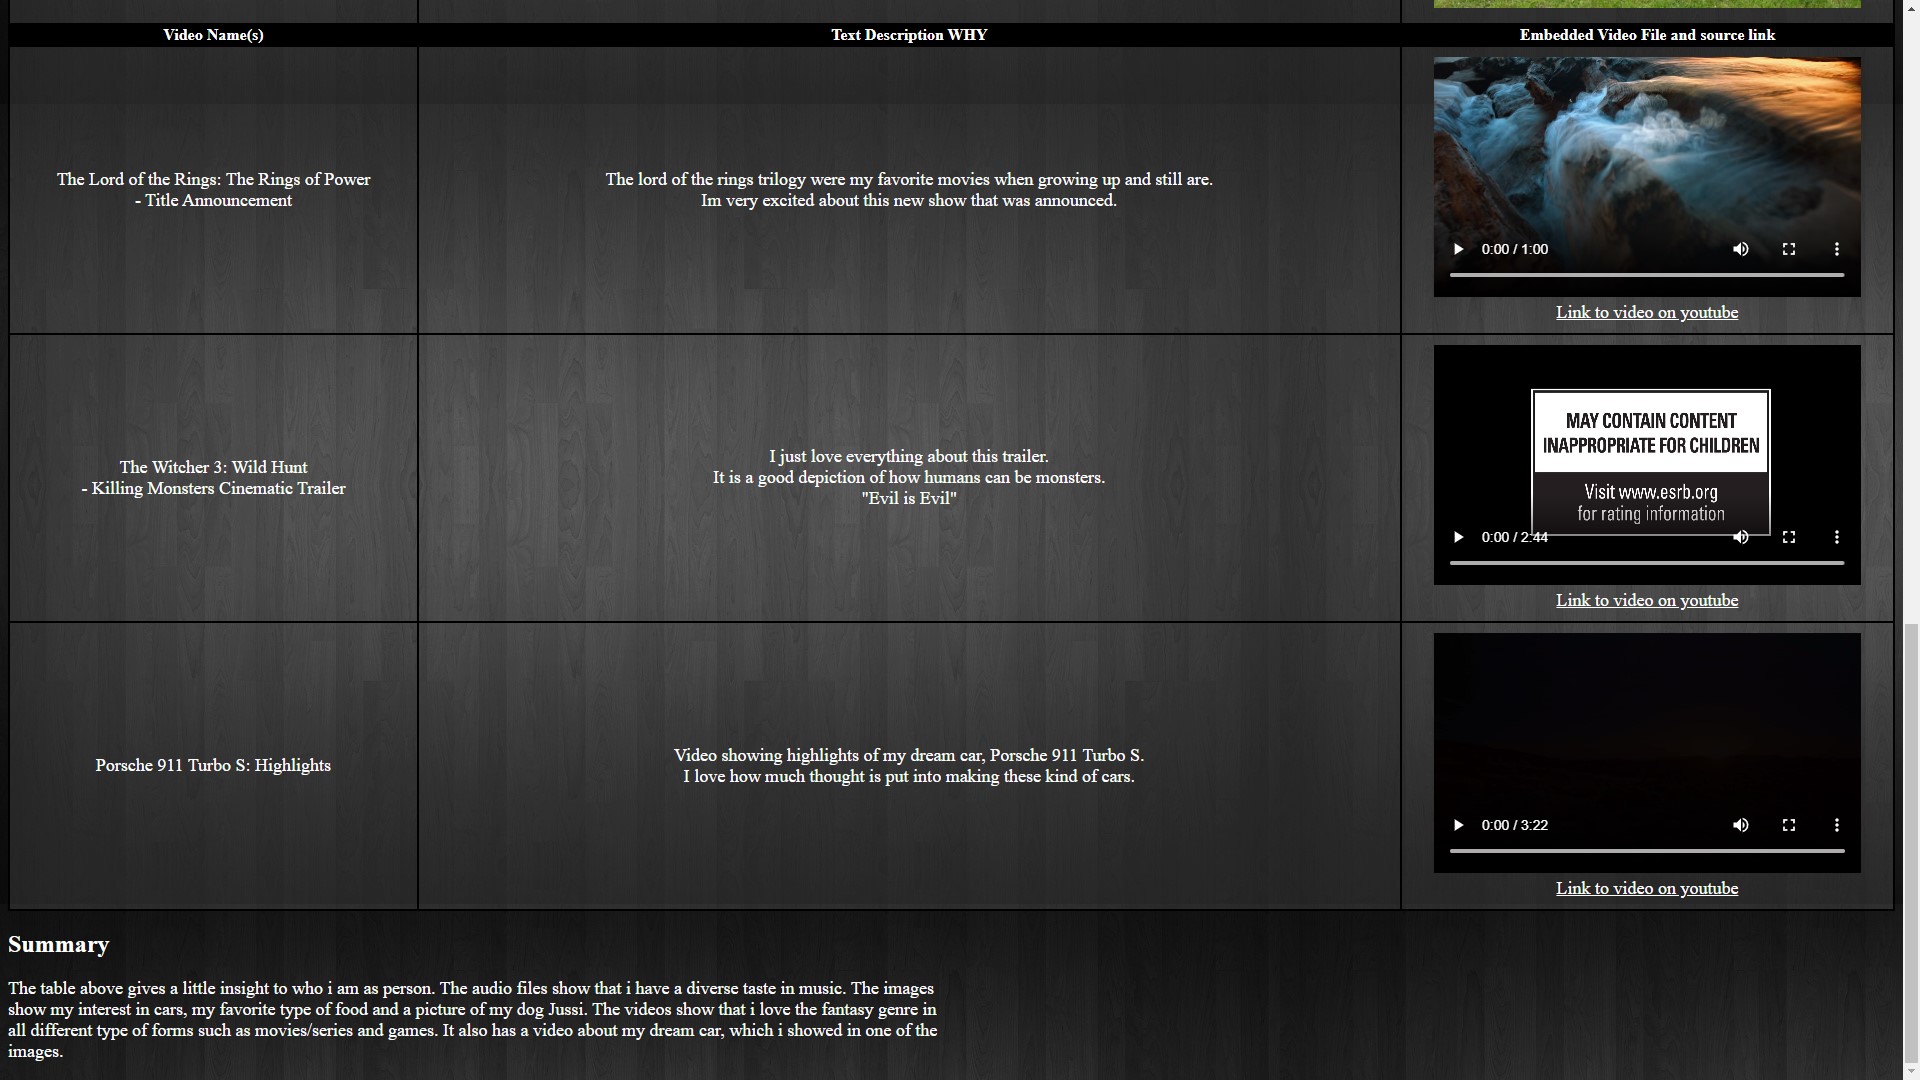 Video Name(s)
Text Description WHY
Embedded Video File and source link
The Lord of the Rings: The Rings of Power
- Title Announcement
The lord of the rings trilogy were my favorite movies when growing up and still are.
Im very excited about this new show that was announced.
0:00 / 1:00
Link to video on youtube
The Witcher 3: Wild Hunt
- Killing Monsters Cinematic Trailer
I just love everything about this trailer.
It is a good depiction of how humans can be monsters.
"Evil is Evil"
MAY CONTAIN CONTENT
INAPPROPRIATE FOR CHILDREN
Visit www.esrb.org
for rating information
0:00 / 2:44
Link to video on youtube
Porsche 911 Turbo S: Highlights
Video showing highlights of my dream car, Porsche 911 Turbo S.
I love how much thought is put into making these kind of cars.
0:00 / 3:22
Link to video on youtube
Summary
The table above gives a little insight to who i am as person. The audio files show that i have a diverse taste in music. The images
show my interest in cars, my favorite type of food and a picture of my dog Jussi. The videos show that i love the fantasy genre in
all different type of forms such as movies/series and games. It also has a video about my dream car, which i showed in one of the
images.